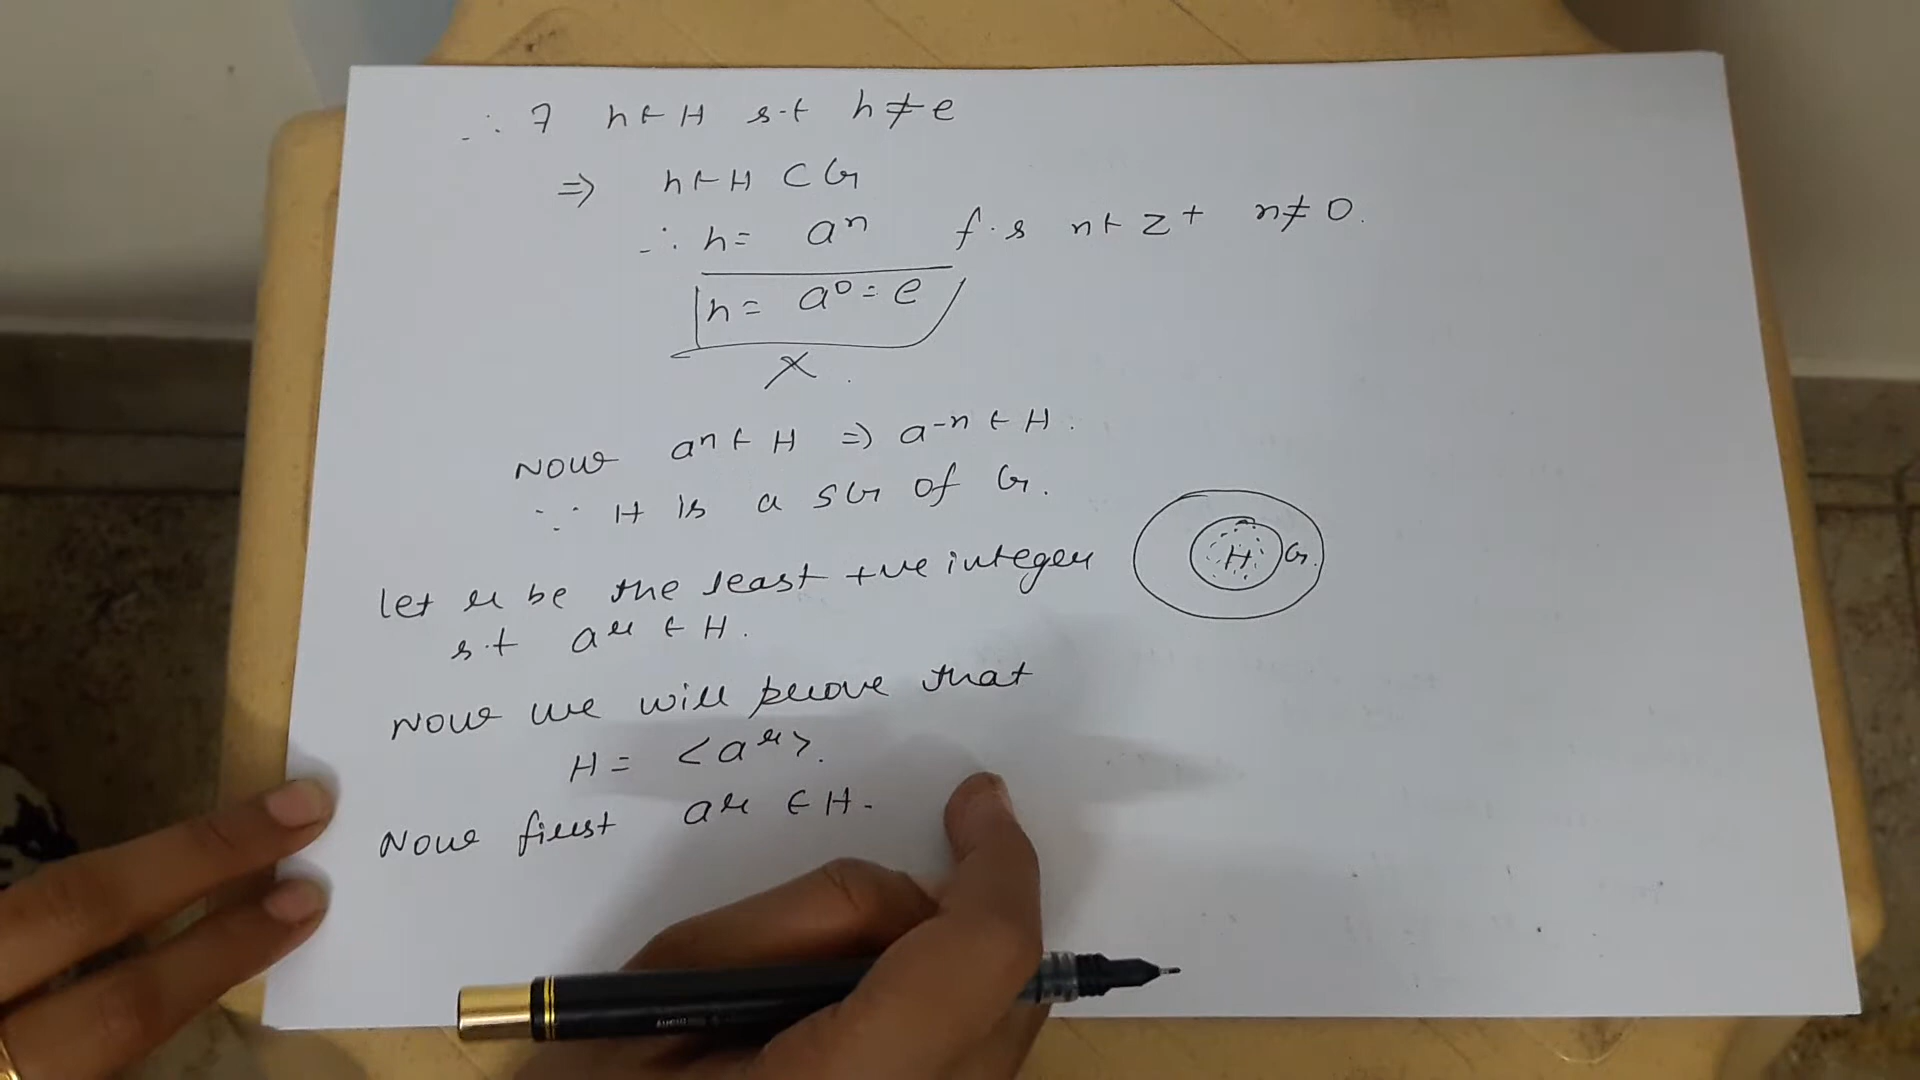 ∴ ∃ h ∈ H s.t h ≠ e
⇒ h ∈ H ⊂ G
∴ h = aⁿ f.s n ∈ Z+ n ≠ 0.
h = a⁰ = e
X.
Now aⁿ ∈ H ⇒ a⁻ⁿ ∈ H.
∵ H is a SG of G.
H G.
let r be the least +ve integer
s.t aʳ ∈ H.
Now we will prove that
H = <aʳ>.
Now first aʳ ∈ H.